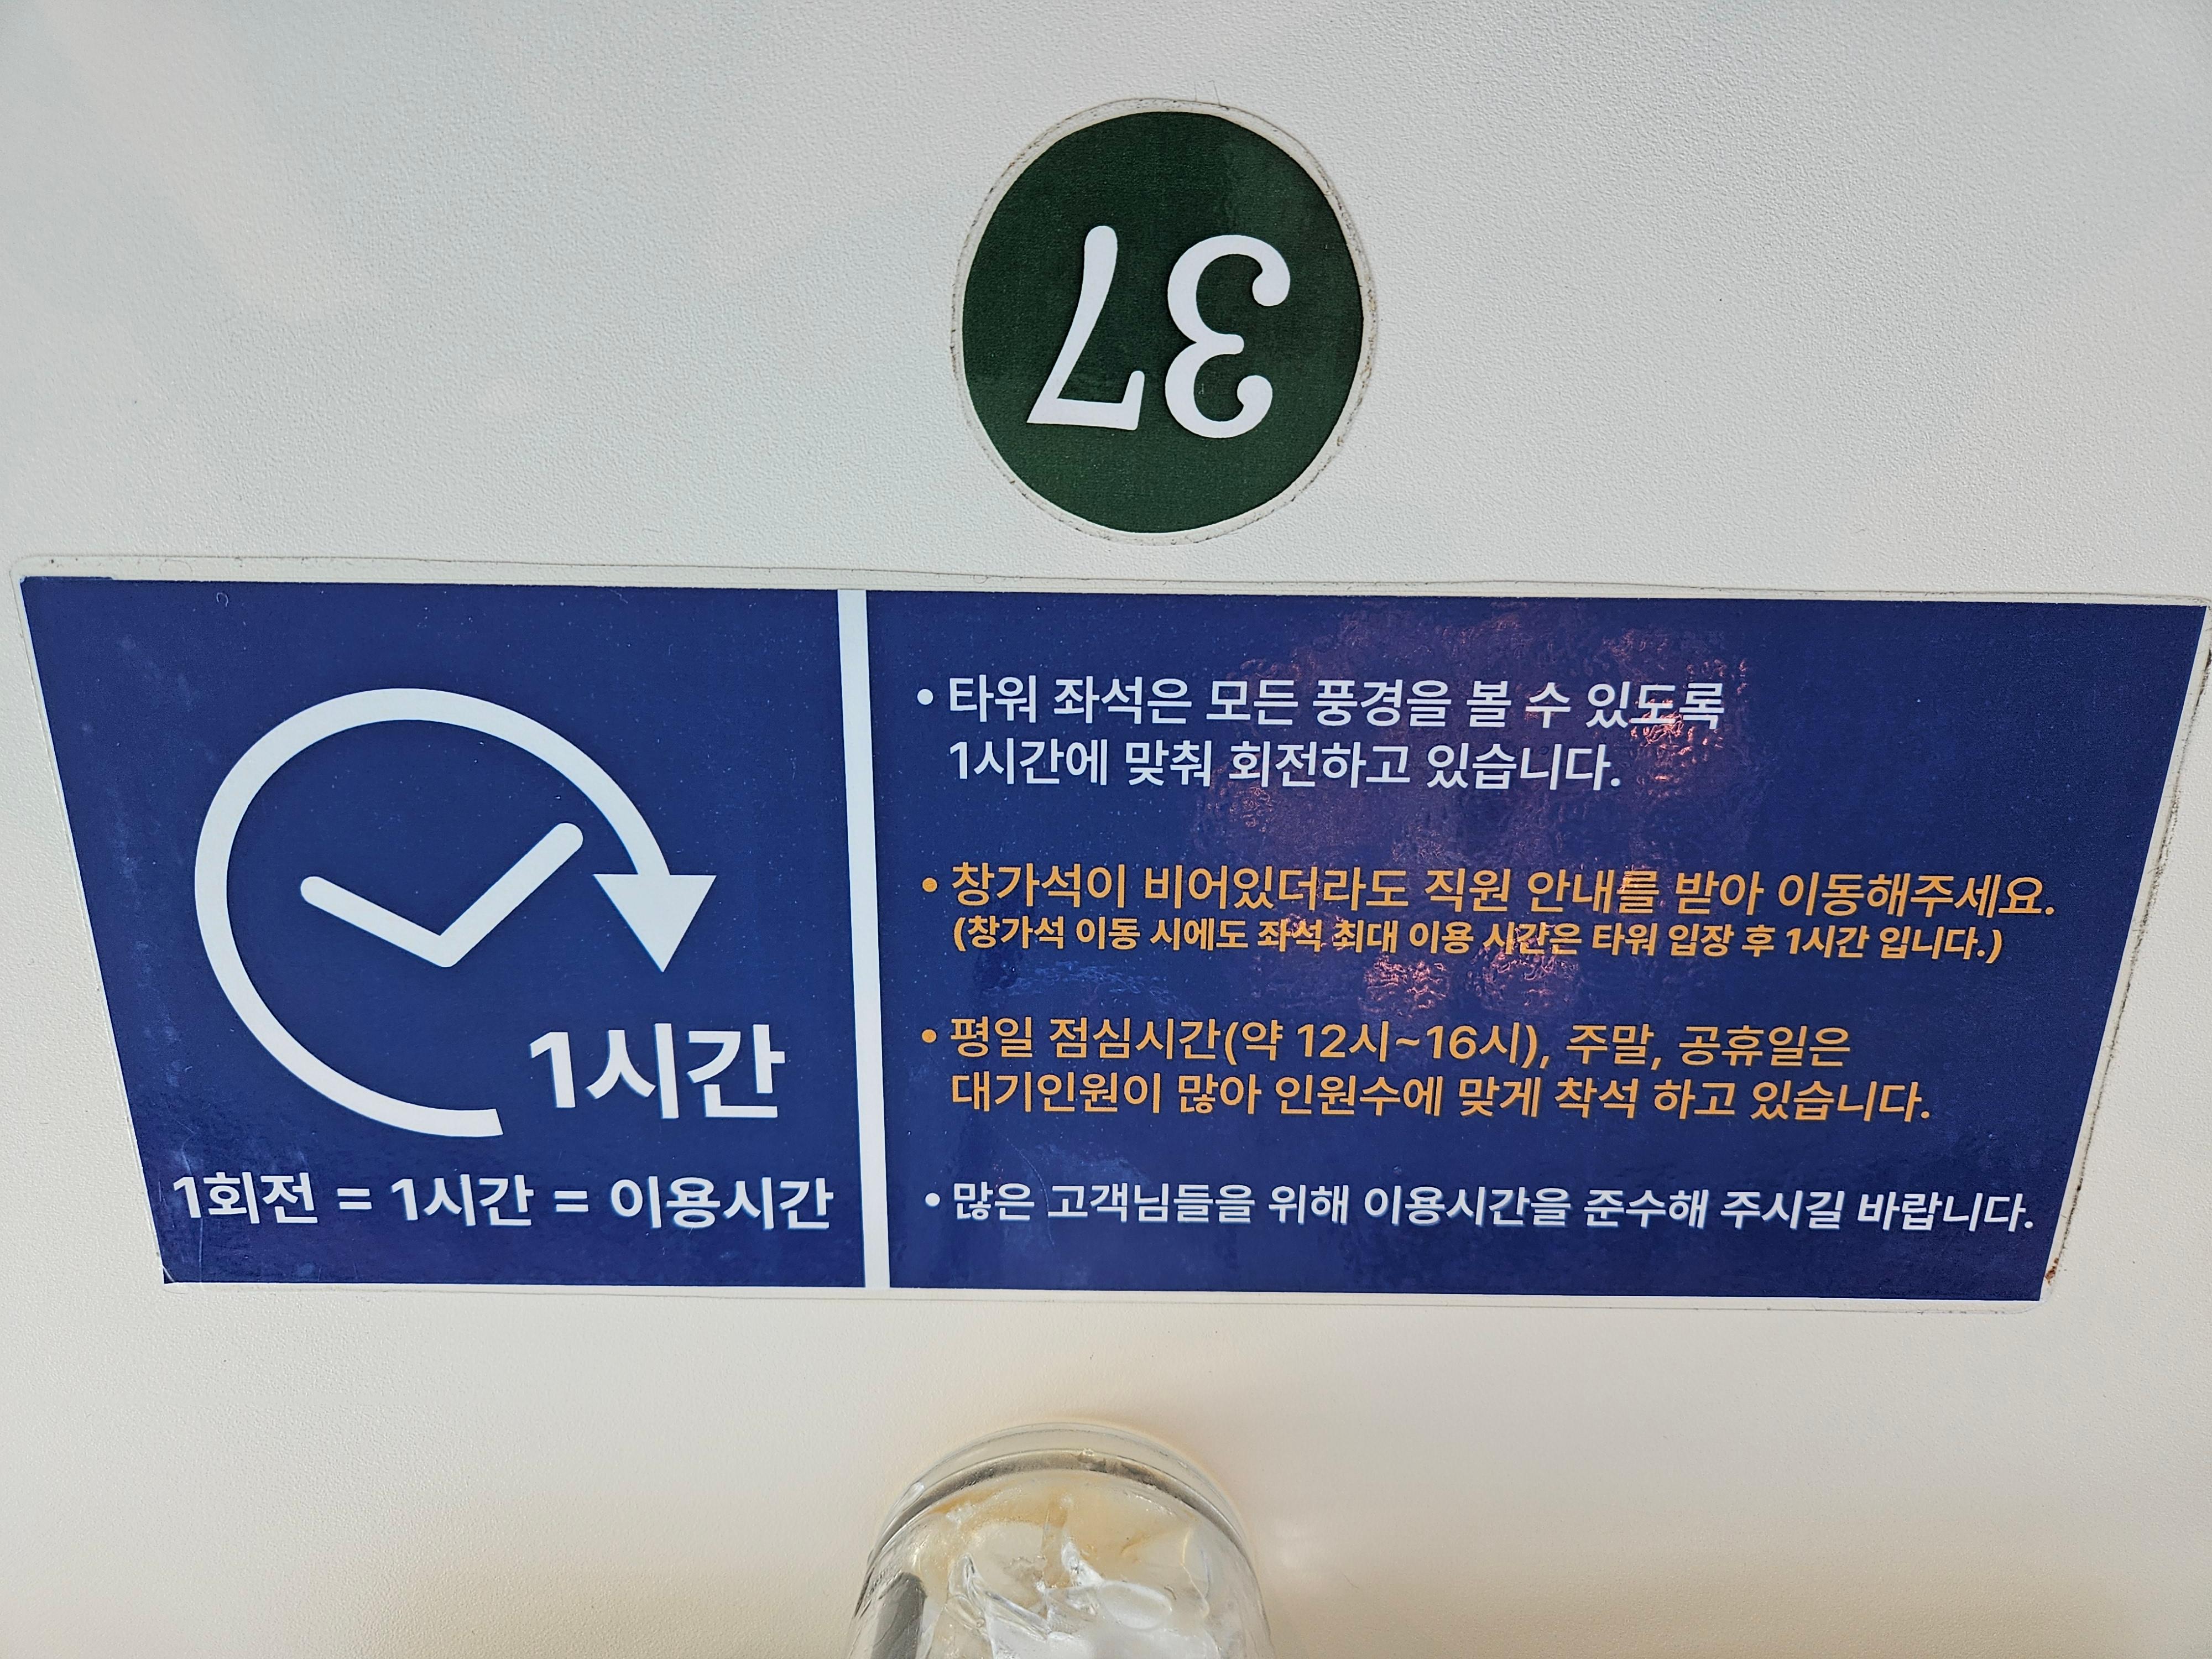 37
1시간
1회전 = 1시간 = 이용시간
• 타워 좌석은 모든 풍경을 볼 수 있도록
1시간에 맞춰 회전하고 있습니다.
• 창가석이 비어있더라도 직원 안내를 받아 이동해주세요.
(창가석 이동 시에도 좌석 최대 이용 시간은 타워 입장 후 1시간 입니다.)
• 평일 점심시간(약 12시~16시), 주말, 공휴일은
대기인원이 많아 인원수에 맞게 착석 하고 있습니다.
• 많은 고객님들을 위해 이용시간을 준수해 주시길 바랍니다.